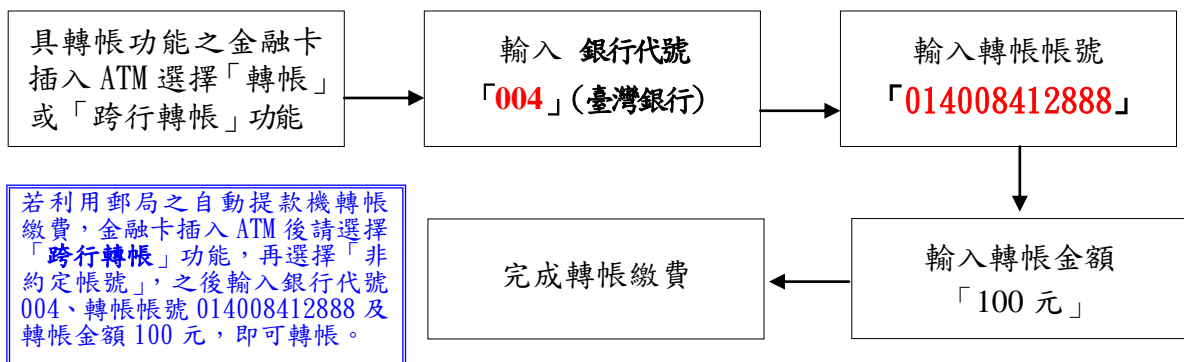 具轉帳功能之金融卡
插入 ATM 選擇「轉帳」
或「跨行轉帳」功能
輸入 銀行代號
「004」(臺灣銀行)
輸入轉帳帳號
「014008412888」
輸入轉帳金額
「100 元」
完成轉帳繳費
若利用郵局之自動提款機轉帳
繳費，金融卡插入 ATM 後請選擇
「跨行轉帳」功能，再選擇「非
約定帳號」，之後輸入銀行代號
004、轉帳帳號 014008412888 及
轉帳金額 100 元，即可轉帳。